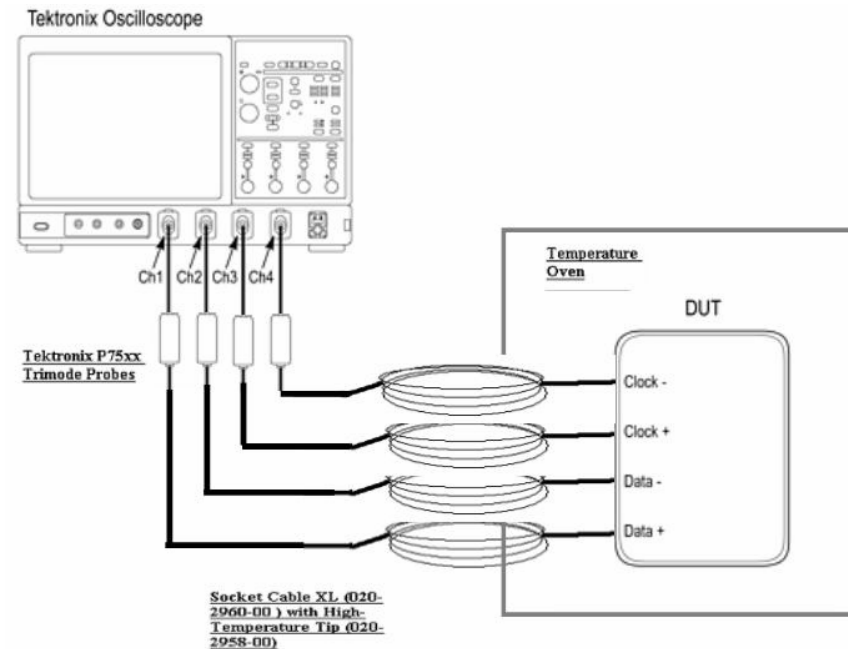 Tektronix Oscilloscope
Ch1
Ch2
Ch3
Ch4
Temperature
Oven
DUT
Tektronix P75xx
Trimode Probes
Clock -
Clock +
Data -
Data +
Socket Cable XL (020-
2960-00 ) with High-
Temperature Tip (020-
2958-00)